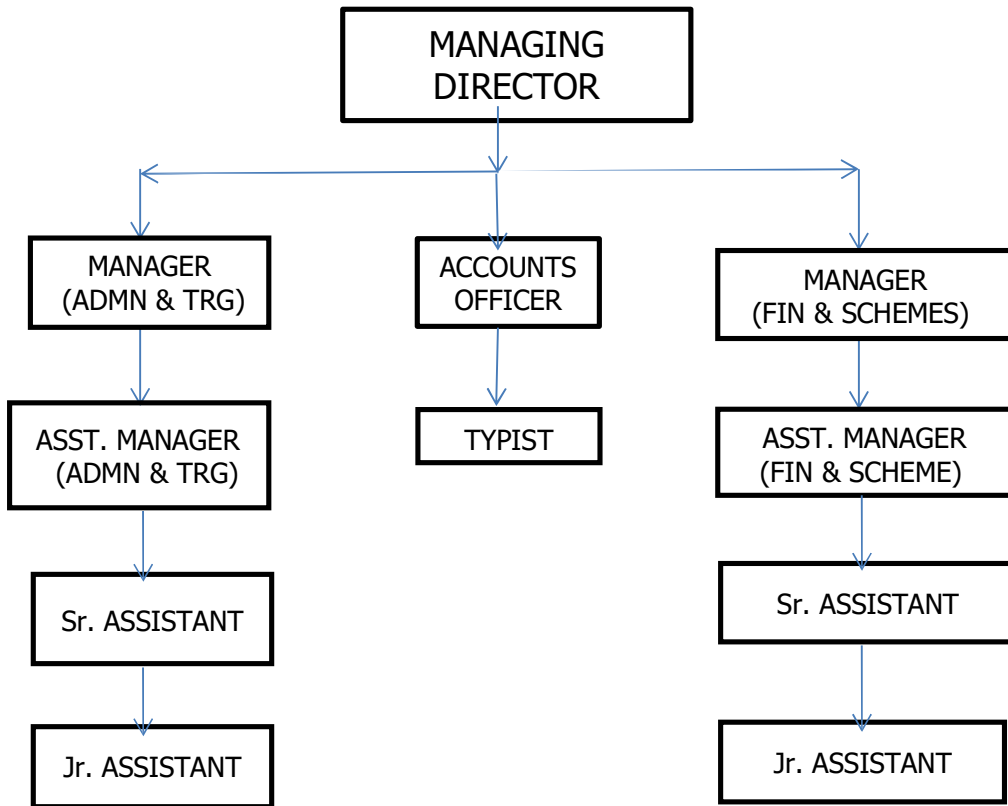 MANAGING
DIRECTOR
MANAGER
(ADMN & TRG)
ACCOUNTS
OFFICER
MANAGER
(FIN & SCHEMES)
ASST. MANAGER
(ADMN & TRG)
TYPIST
ASST. MANAGER
(FIN & SCHEME)
Sr. ASSISTANT
Sr. ASSISTANT
Jr. ASSISTANT
Jr. ASSISTANT